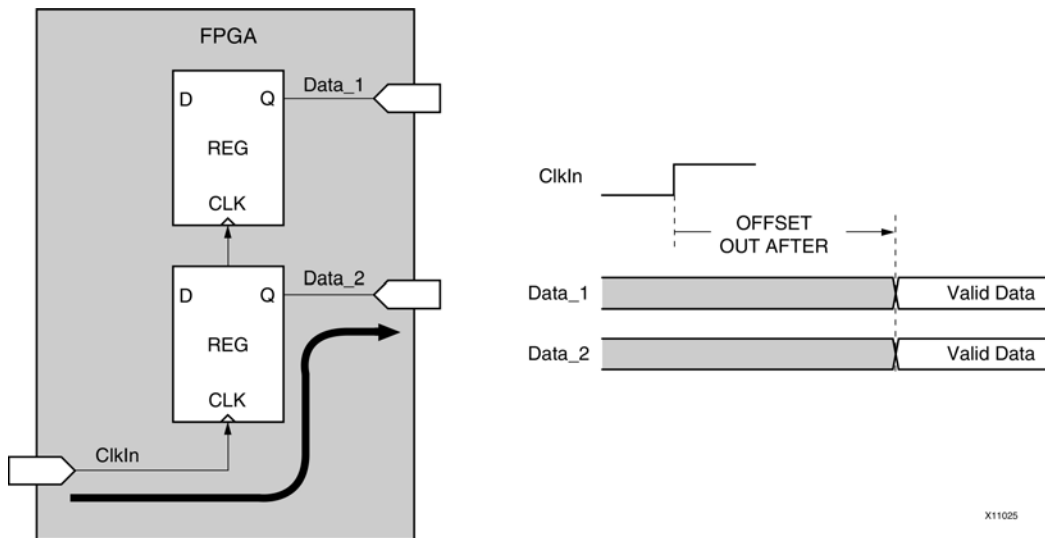 FPGA
Data_1
D
Q
REG
CLK
Data_2
D
Q
REG
CLK
ClkIn
ClkIn
OFFSET
OUT AFTER
Data_1
Valid Data
Data_2
Valid Data
X11025